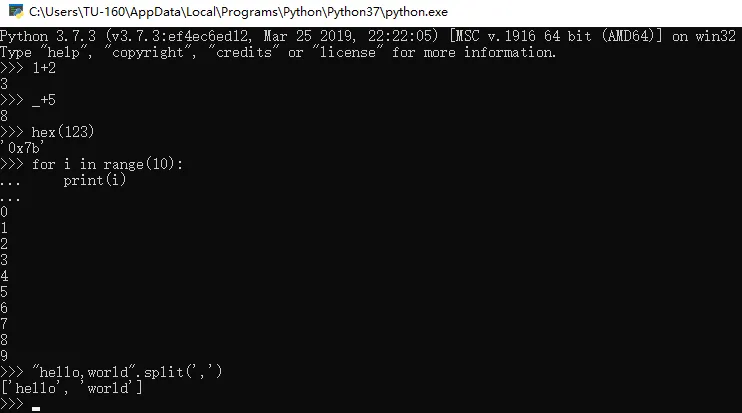 C:\Users\TU-160\AppData\Local\Programs\Python\Python37\python.exe
Python 3.7.3 (v3.7.3:ef4ec6ed12, Mar 25 2019, 22:22:05) [MSC v.1916 64 bit (AMD64)] on win32
Type "help", "copyright", "credits" or "license" for more information.
>>> 1+2
3
>>> _+5
8
>>> hex(123)
'0x7b'
>>> for i in range(10):
...     print(i)
...
0
1
2
3
4
5
6
7
8
9
>>> "hello,world".split(',')
['hello', 'world']
>>> _